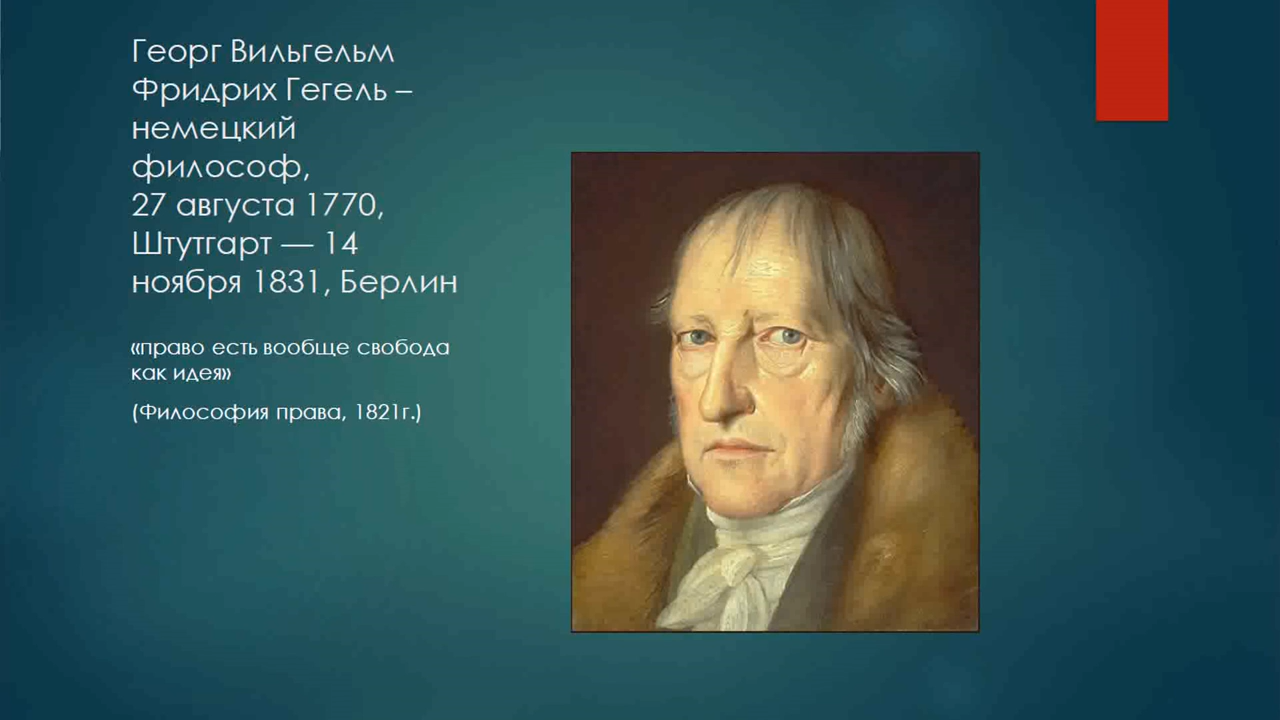 Георг Вильгельм
Фридрих Гегель –
немецкий
философ,
27 августа 1770,
Штутгарт — 14
ноября 1831, Берлин
«право есть вообще свобода
как идея»
(Философия права, 1821г.)